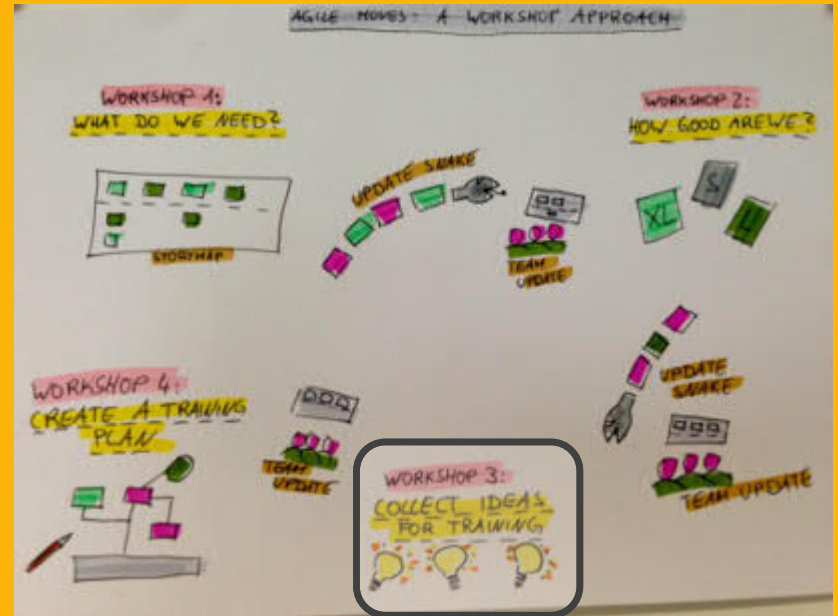 AGILE MOVES: A WORKSHOP APPROACH
WORKSHOP 1:
WHAT DO WE NEED?
STORYMAP
UPDATE SNAKE
TEAM
UPDATE
WORKSHOP 2:
HOW GOOD ARE WE?
XL
S
UPDATE
SNAKE
TEAM UPDATE
WORKSHOP 3:
COLLECT IDEAS
FOR TRAINING
TEAM
UPDATE
WORKSHOP 4:
CREATE A TRAINING
PLAN